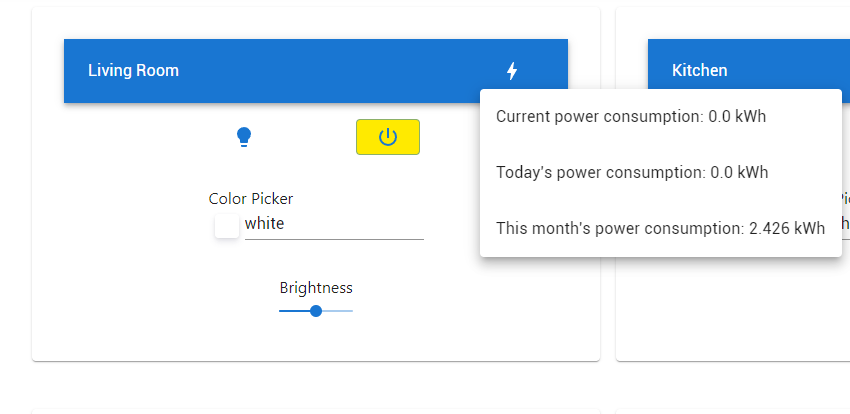 Living Room
Kitchen
Current power consumption: 0.0 kWh
Today's power consumption: 0.0 kWh
This month's power consumption: 2.426 kWh
Color Picker
white
Brightness